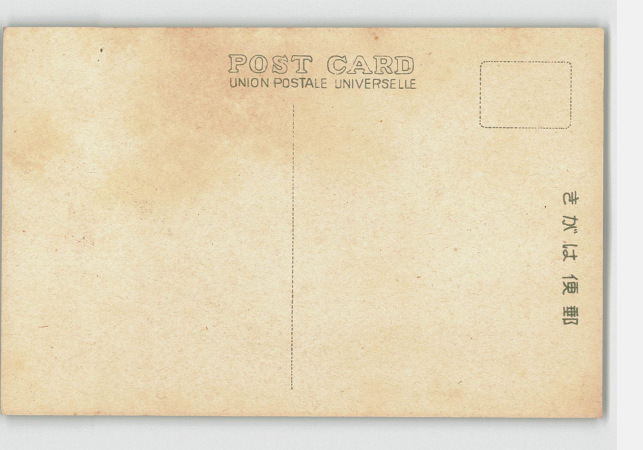 POST CARD
UNION POSTALE UNIVERSELLE
きがは便郵